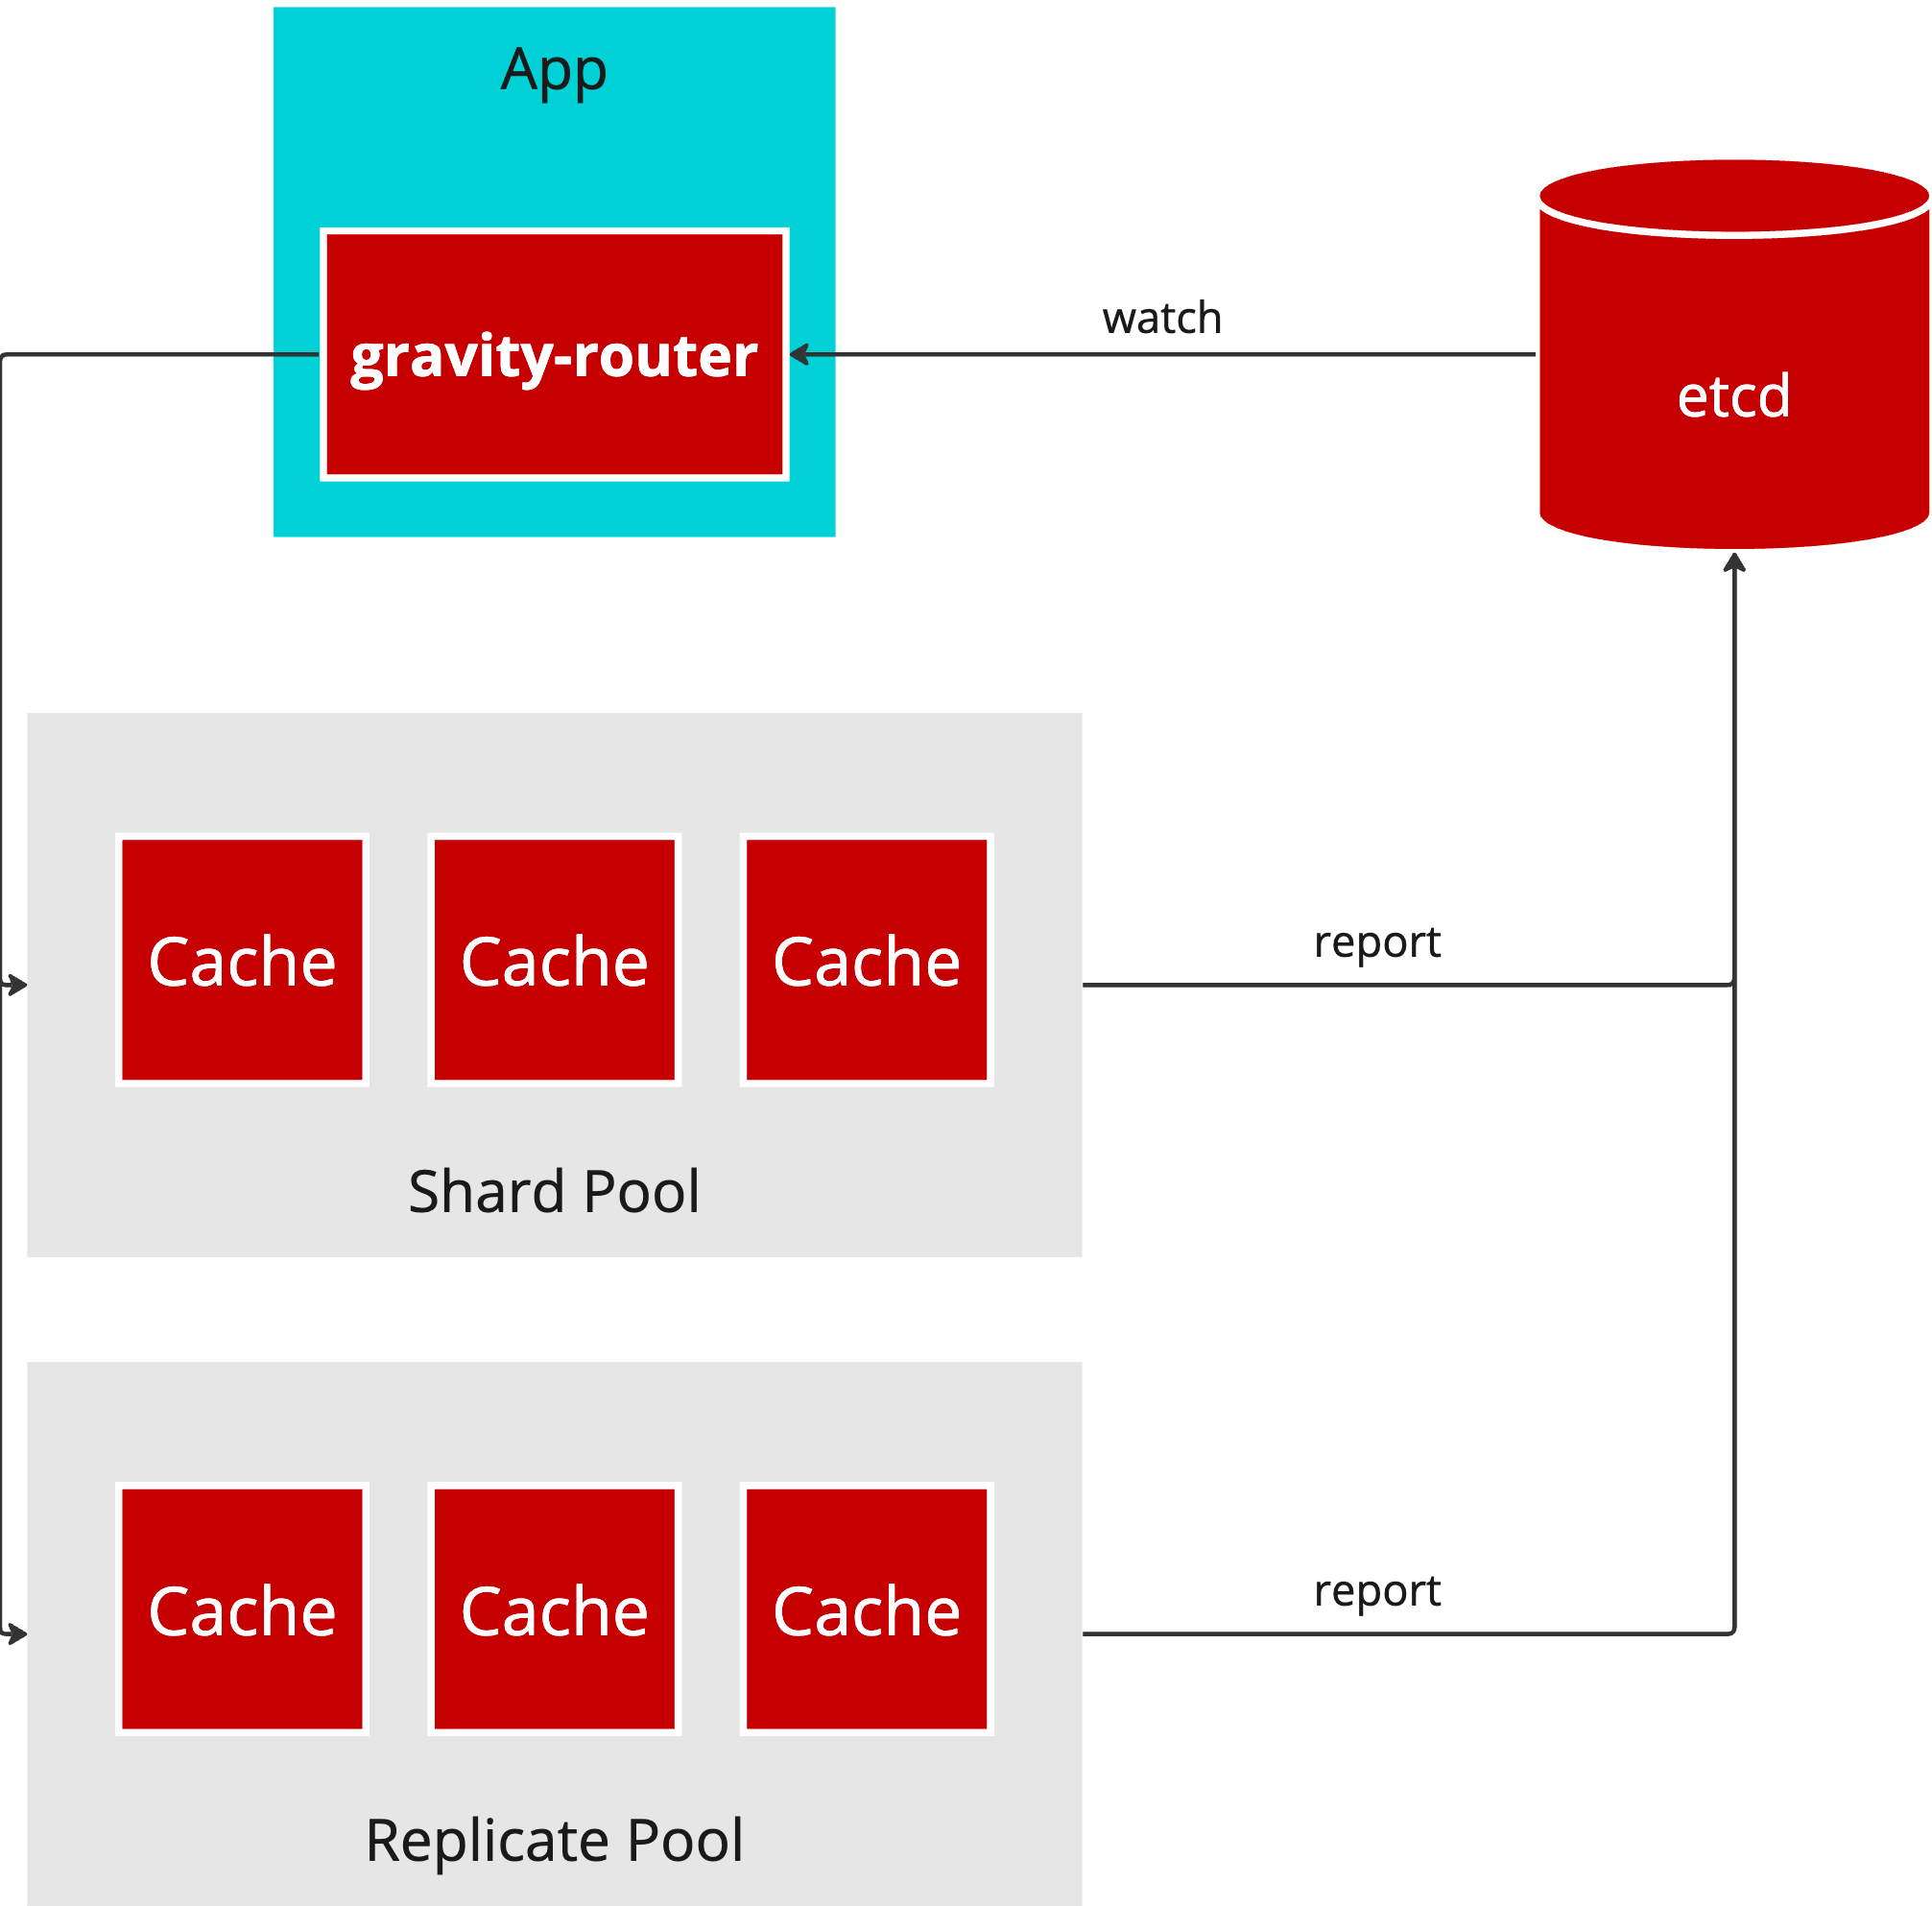 App
gravity-router
watch
etcd
Cache
Cache
Cache
report
Shard Pool
Cache
Cache
Cache
report
Replicate Pool